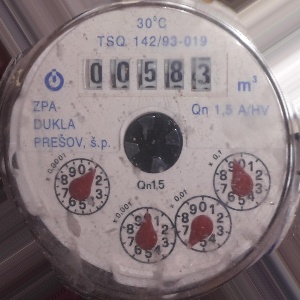 30°C
TSQ 142/93-019
00583 m³
ZPA Qn 1,5 A/HV
DUKLA
PREŠOV, š.p.
Qn1,5
x 0,0001 x 0,1
x 0,001 x 0,01